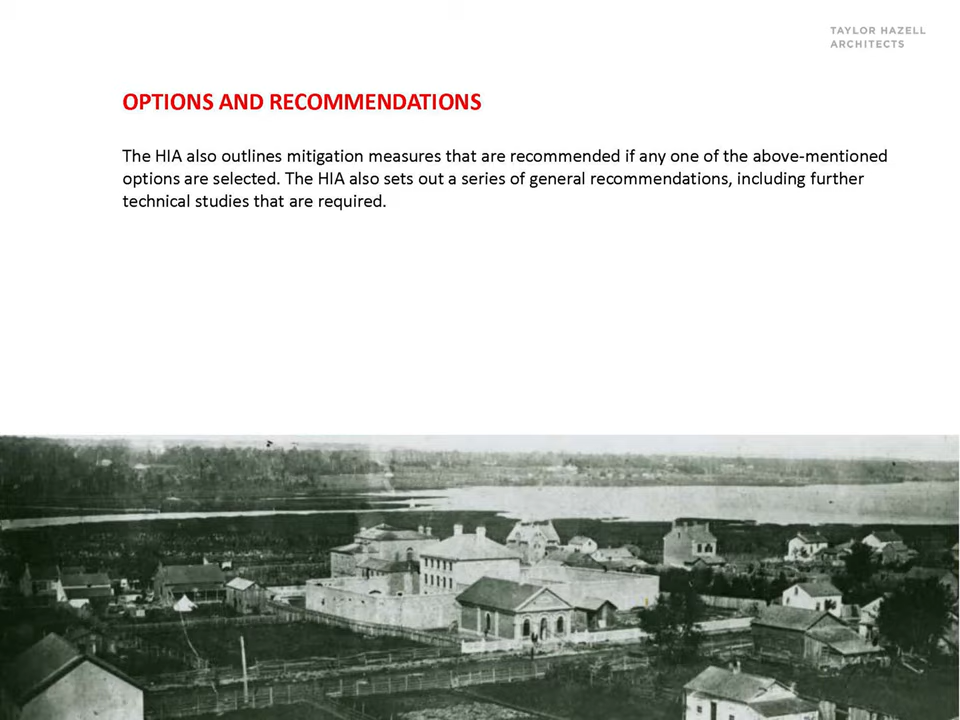 TAYLOR HAZELL
ARCHITECTS
OPTIONS AND RECOMMENDATIONS
The HIA also outlines mitigation measures that are recommended if any one of the above-mentioned
options are selected. The HIA also sets out a series of general recommendations, including further
technical studies that are required.